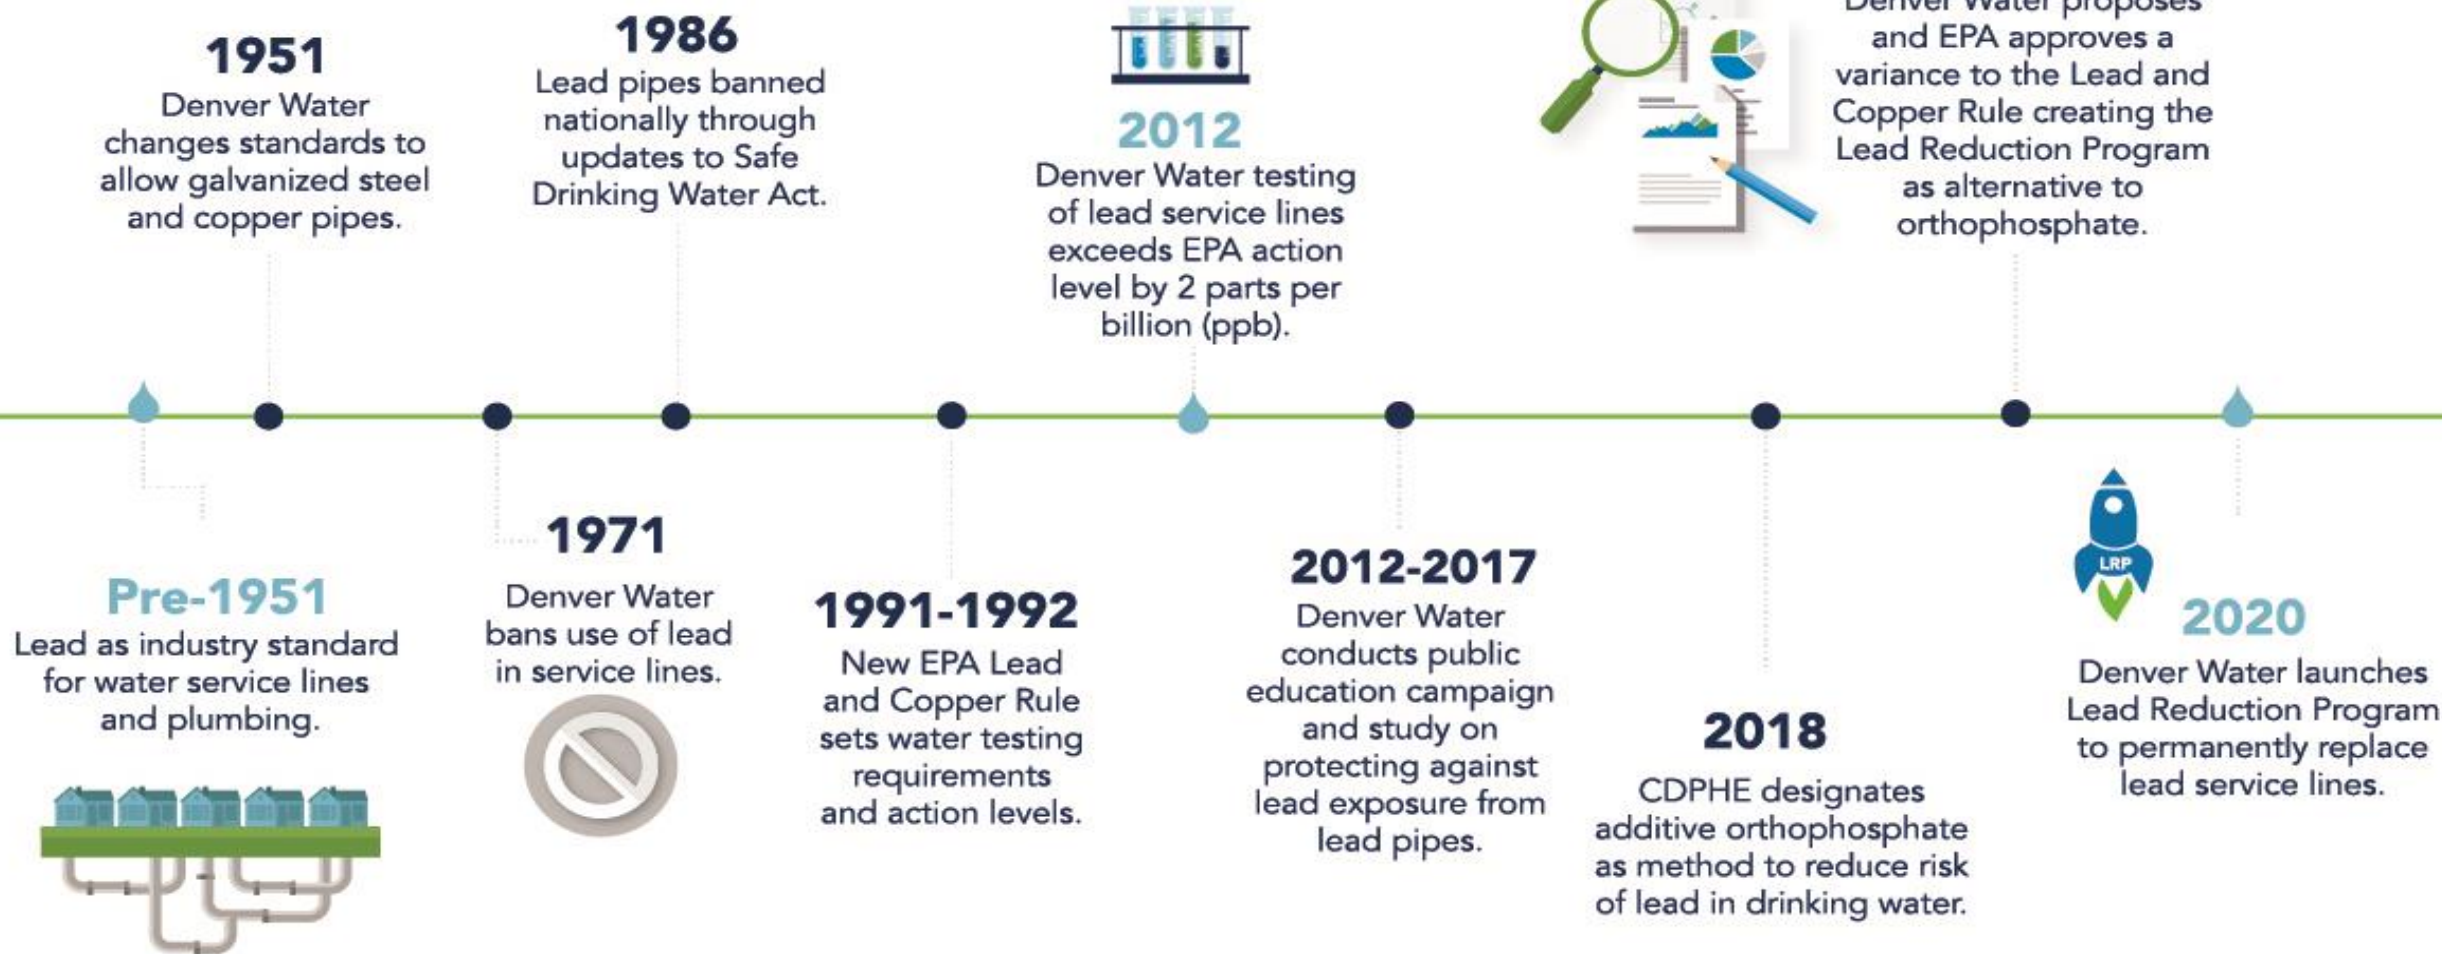 1951
Denver Water
changes standards to
allow galvanized steel
and copper pipes.
1986
Lead pipes banned
nationally through
updates to Safe
Drinking Water Act.
2012
Denver Water testing
of lead service lines
exceeds EPA action
level by 2 parts per
billion (ppb).
Denver Water proposes
and EPA approves a
variance to the Lead and
Copper Rule creating the
Lead Reduction Program
as alternative to
orthophosphate.
Pre-1951
Lead as industry standard
for water service lines
and plumbing.
1971
Denver Water
bans use of lead
in service lines.
1991-1992
New EPA Lead
and Copper Rule
sets water testing
requirements
and action levels.
2012-2017
Denver Water
conducts public
education campaign
and study on
protecting against
lead exposure from
lead pipes.
2018
CDPHE designates
additive orthophosphate
as method to reduce risk
of lead in drinking water.
LRP
2020
Denver Water launches
Lead Reduction Program
to permanently replace
lead service lines.